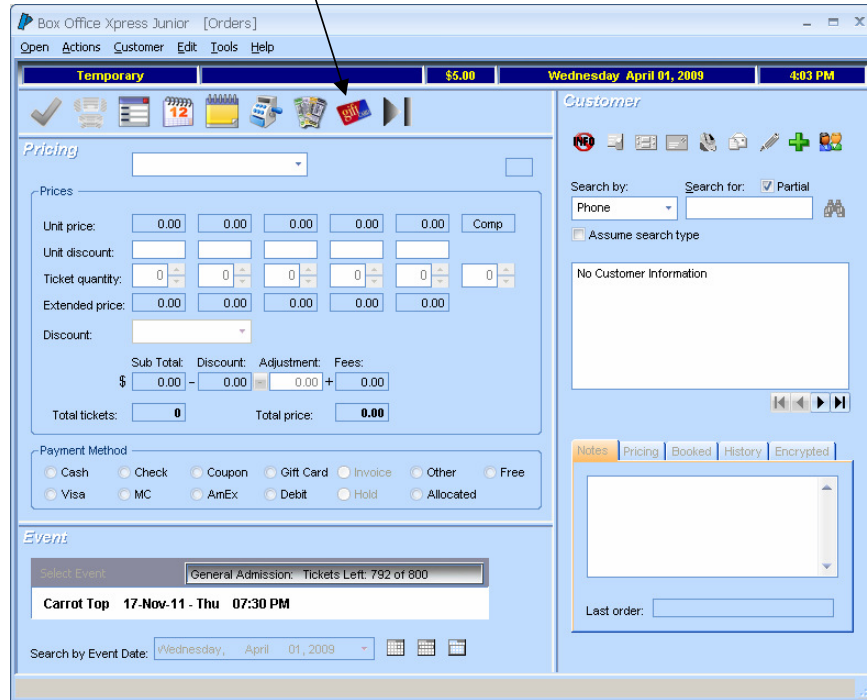 Box Office Xpress Junior [Orders]
Open Actions Customer Edit Tools Help
Temporary $5.00 Wednesday April 01, 2009 4:03 PM
12 gift
Customer
INFO
Pricing
Prices
Unit price: 0.00 0.00 0.00 0.00 0.00 Comp
Unit discount:
Ticket quantity: 0 0 0 0 0 0
Extended price: 0.00 0.00 0.00 0.00 0.00
Discount:
Sub Total: Discount: Adjustment: Fees:
$ 0.00 - 0.00 - 0.00 + 0.00
Total tickets: 0 Total price: 0.00
Payment Method
Cash Check Coupon Gift Card Invoice Other Free
Visa MC AmEx Debit Hold Allocated
Event
Select Event General Admission: Tickets Left: 792 of 800
Carrot Top 17-Nov-11 - Thu 07:30 PM
Search by Event Date: Wednesday, April 01, 2009
Search by: Search for: Partial
Phone
Assume search type
No Customer Information
Notes Pricing Booked History Encrypted
Last order: